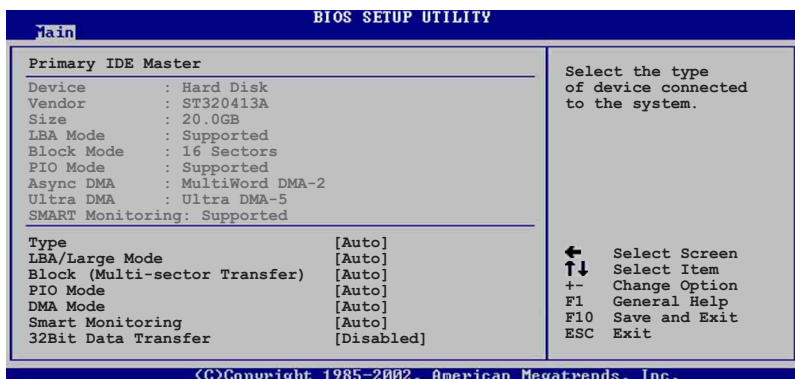 BIOS SETUP UTILITY
Main
Primary IDE Master
Device : Hard Disk
Vendor : ST320413A
Size : 20.0GB
LBA Mode : Supported
Block Mode : 16 Sectors
PIO Mode : Supported
Async DMA : MultiWord DMA-2
Ultra DMA : Ultra DMA-5
SMART Monitoring: Supported
Type [Auto]
LBA/Large Mode [Auto]
Block (Multi-sector Transfer) [Auto]
PIO Mode [Auto]
DMA Mode [Auto]
Smart Monitoring [Auto]
32Bit Data Transfer [Disabled]
Select the type
of device connected
to the system.
← Select Screen
↑↓ Select Item
+- Change Option
F1 General Help
F10 Save and Exit
ESC Exit
(C)Copyright 1985-2002, American Megatrends, Inc.